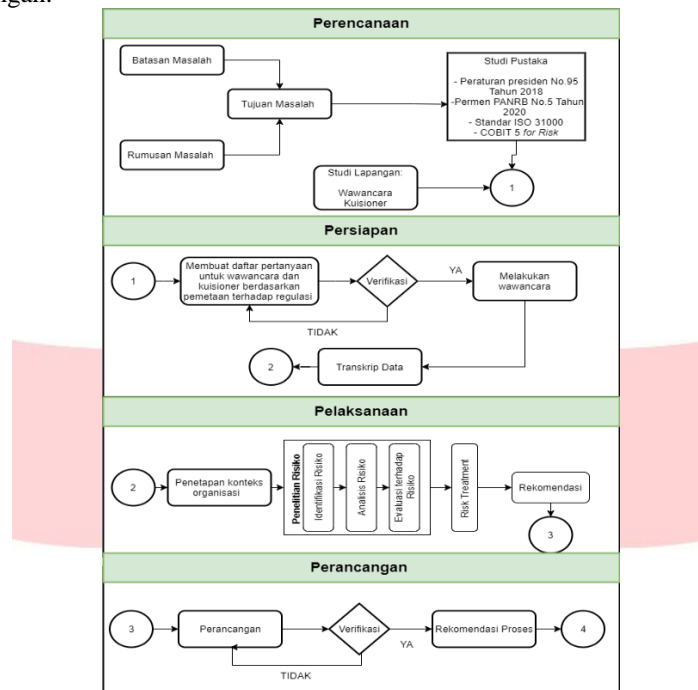 Perencanaan
Batasan Masalah
Tujuan Masalah
Rumusan Masalah
Studi Pustaka
- Peraturan presiden No.95
Tahun 2018
-Permen PANRB No.5 Tahun
2020
- Standar ISO 31000
- COBIT 5 for Risk
Studi Lapangan:
Wawancara
Kuisioner
1
Persiapan
1
Membuat daftar pertanyaan
untuk wawancara dan
kuisioner berdasarkan
pemetaan terhadap regulasi
Verifikasi
YA
Melakukan
wawancara
TIDAK
2
Transkrip Data
Pelaksanaan
2
Penetapan konteks
organisasi
Penelitian Risiko
Identifikasi Risiko
Analisis Risiko
Evaluasi terhadap
Risiko
Risk Treatment
Rekomendasi
3
Perancangan
3
Perancangan
Verifikasi
YA
Rekomendasi Proses
4
TIDAK